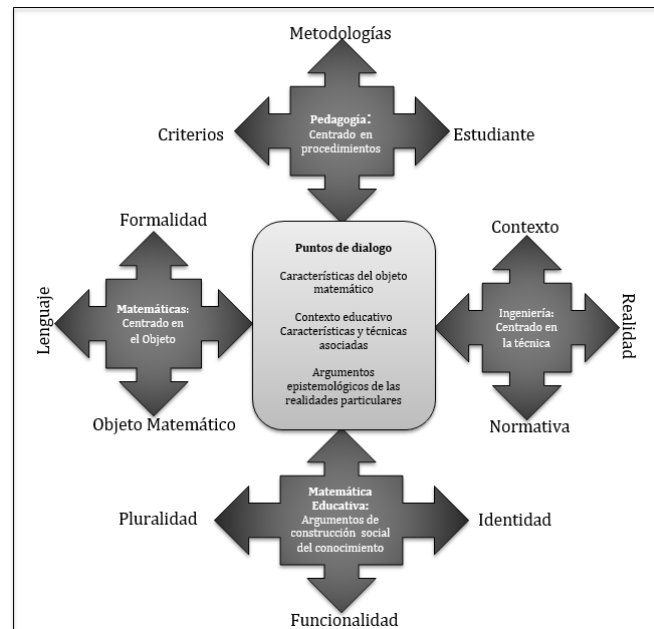 Metodologías
Pedagogía:
Centrado en
procedimientos
Criterios
Estudiante
Formalidad
Contexto
Puntos de dialogo
Características del objeto
matemático
Contexto educativo
Características y técnicas
asociadas
Argumentos
epistemológicos de las
realidades particulares
Lenguaje
Matemáticas:
Centrado en
el Objeto
Ingeniería:
Centrado en
la técnica
Realidad
Objeto Matemático
Normativa
Matemática
Educativa:
Argumentos de
construcción social
del conocimiento
Pluralidad
Identidad
Funcionalidad